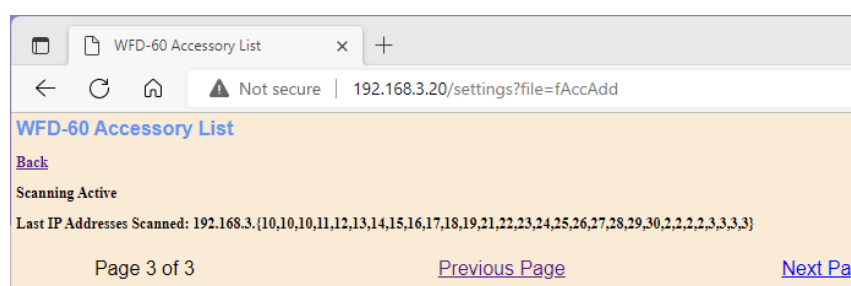 WFD-60 Accessory List
Not secure 192.168.3.20/settings?file=fAccAdd
WFD-60 Accessory List
Back
Scanning Active
Last IP Addresses Scanned: 192.168.3.{10,10,10,11,12,13,14,15,16,17,18,19,21,22,23,24,25,26,27,28,29,30,2,2,2,2,3,3,3,3}
Page 3 of 3 Previous Page Next Pa